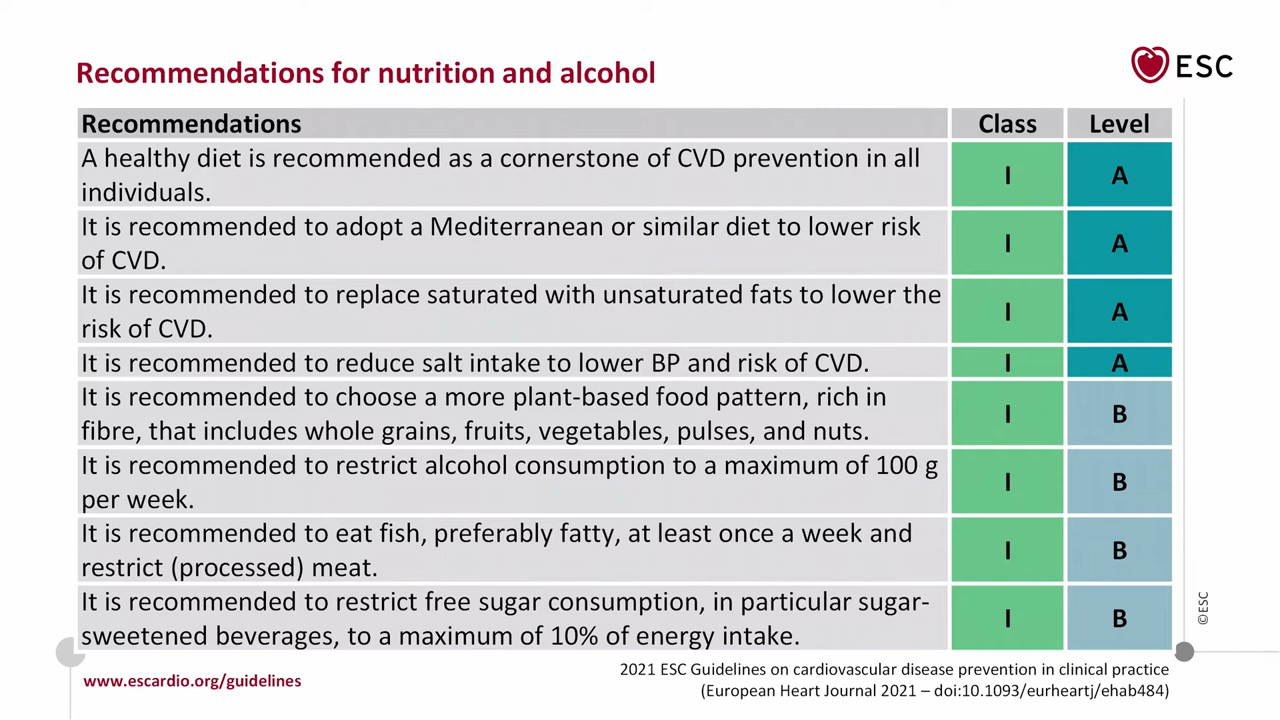 Recommendations for nutrition and alcohol
ESC
Recommendations Class Level
A healthy diet is recommended as a cornerstone of CVD prevention in all
individuals.
I A
It is recommended to adopt a Mediterranean or similar diet to lower risk
of CVD.
I A
It is recommended to replace saturated with unsaturated fats to lower the
risk of CVD.
I A
It is recommended to reduce salt intake to lower BP and risk of CVD. I A
It is recommended to choose a more plant-based food pattern, rich in
fibre, that includes whole grains, fruits, vegetables, pulses, and nuts.
I B
It is recommended to restrict alcohol consumption to a maximum of 100 g
per week.
I B
It is recommended to eat fish, preferably fatty, at least once a week and
restrict (processed) meat.
I B
It is recommended to restrict free sugar consumption, in particular sugar-
sweetened beverages, to a maximum of 10% of energy intake.
I B
©ESC
www.escardio.org/guidelines
2021 ESC Guidelines on cardiovascular disease prevention in clinical practice
(European Heart Journal 2021 – doi:10.1093/eurheartj/ehab484)